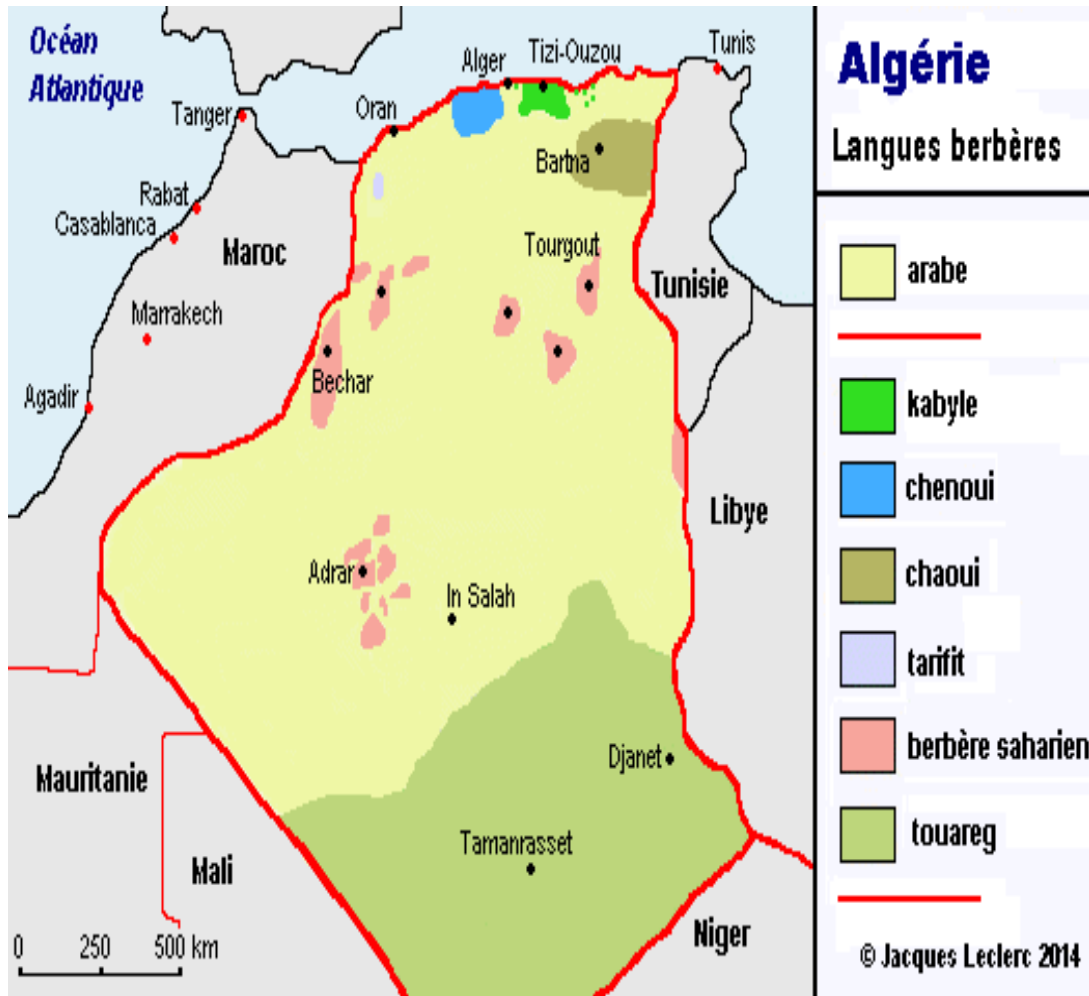 Océan
Atlantique
Tanger
Rabat
Casablanca
Marrakech
Agadir
Maroc
Oran
Alger
Tizi-Ouzou
Tunis
Bartna
Tourgout
Tunisie
Bechar
Libye
Adrar
In Salah
Djanet
Tamanrasset
Mauritanie
Mali
Niger
0 250 500 km
Algérie
Langues berbères
arabe
kabyle
chenoui
chaoui
tarifit
berbère saharien
touareg
© Jacques Leclerc 2014